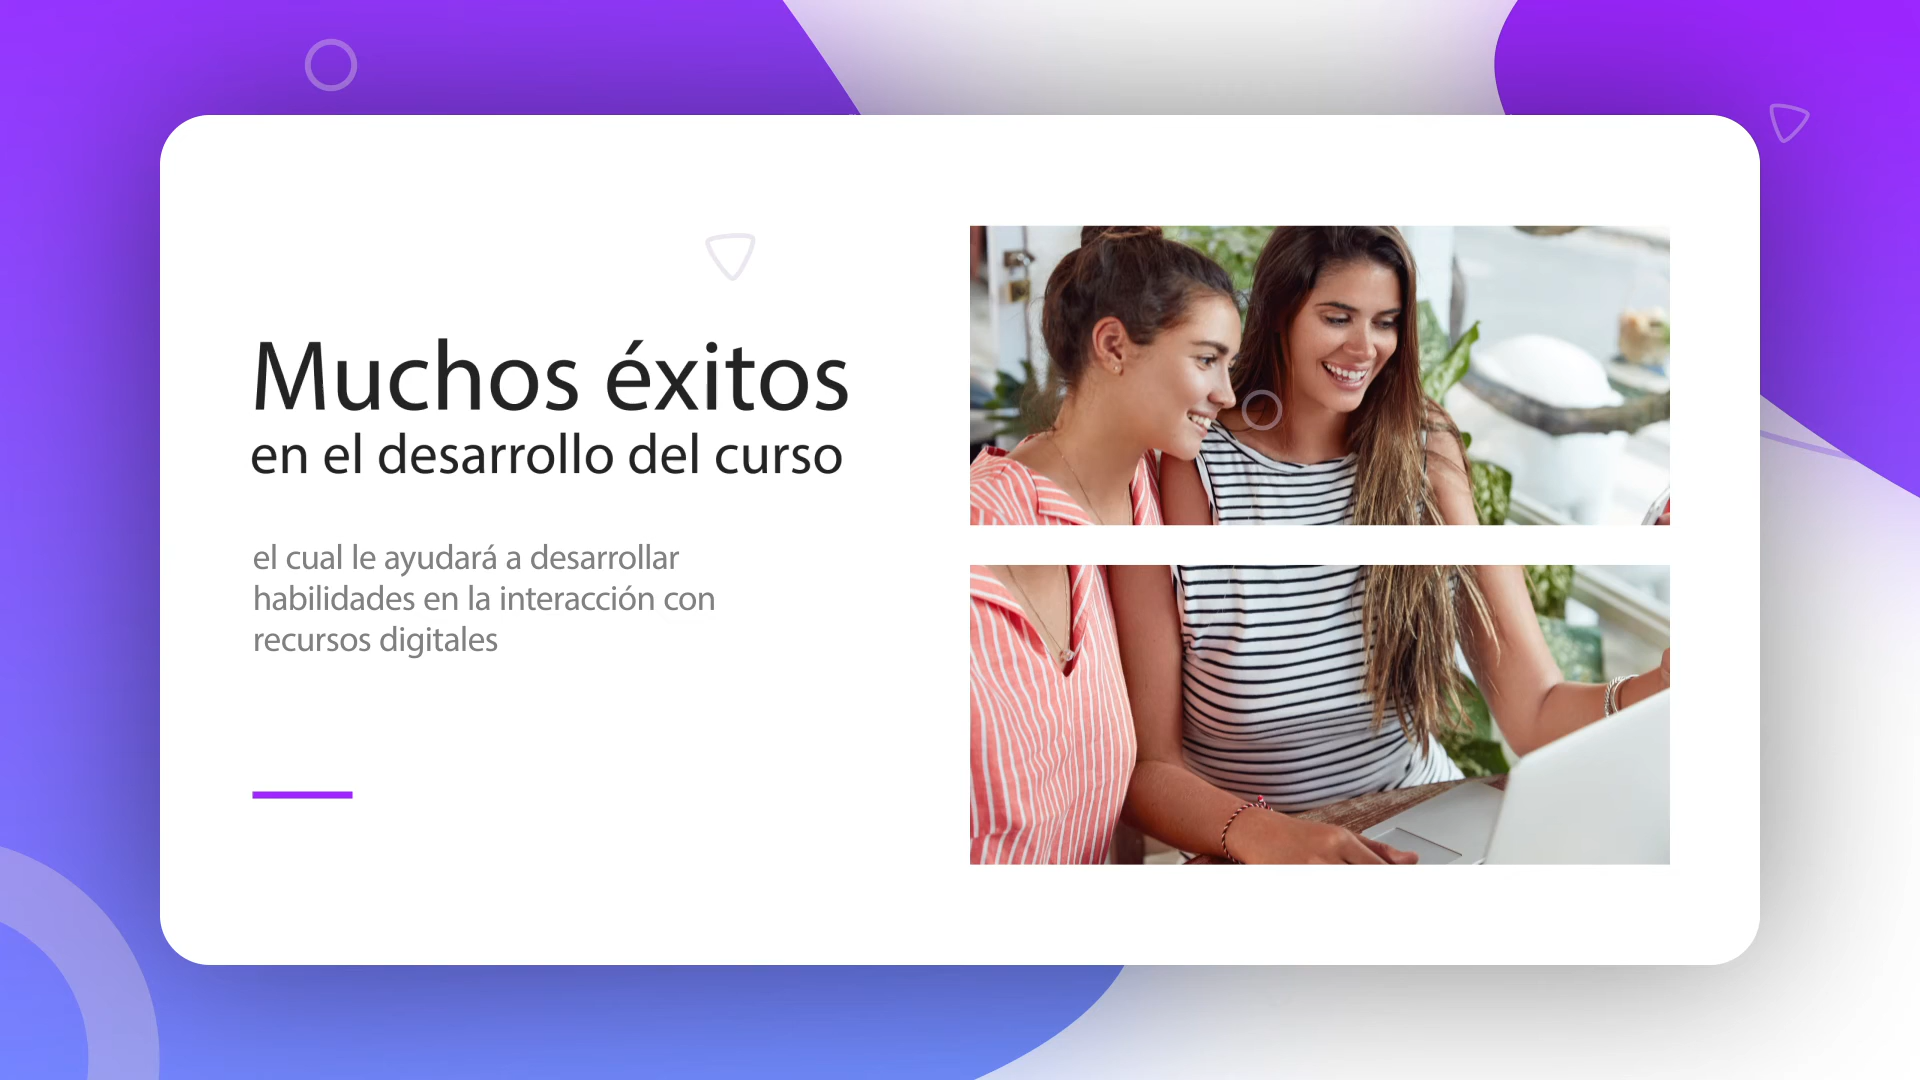 Muchos éxitos
en el desarrollo del curso
el cual le ayudará a desarrollar
habilidades en la interacción con
recursos digitales